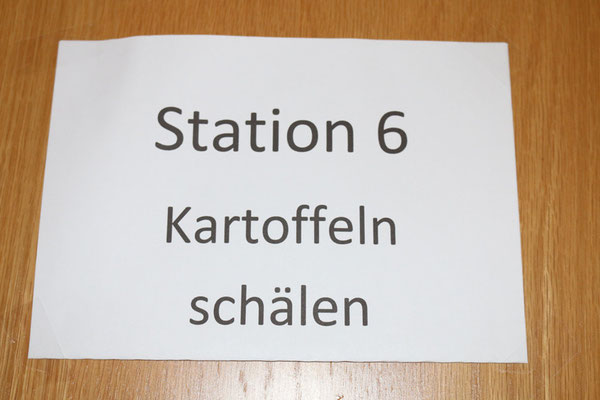 Station 6
Kartoffeln
schälen